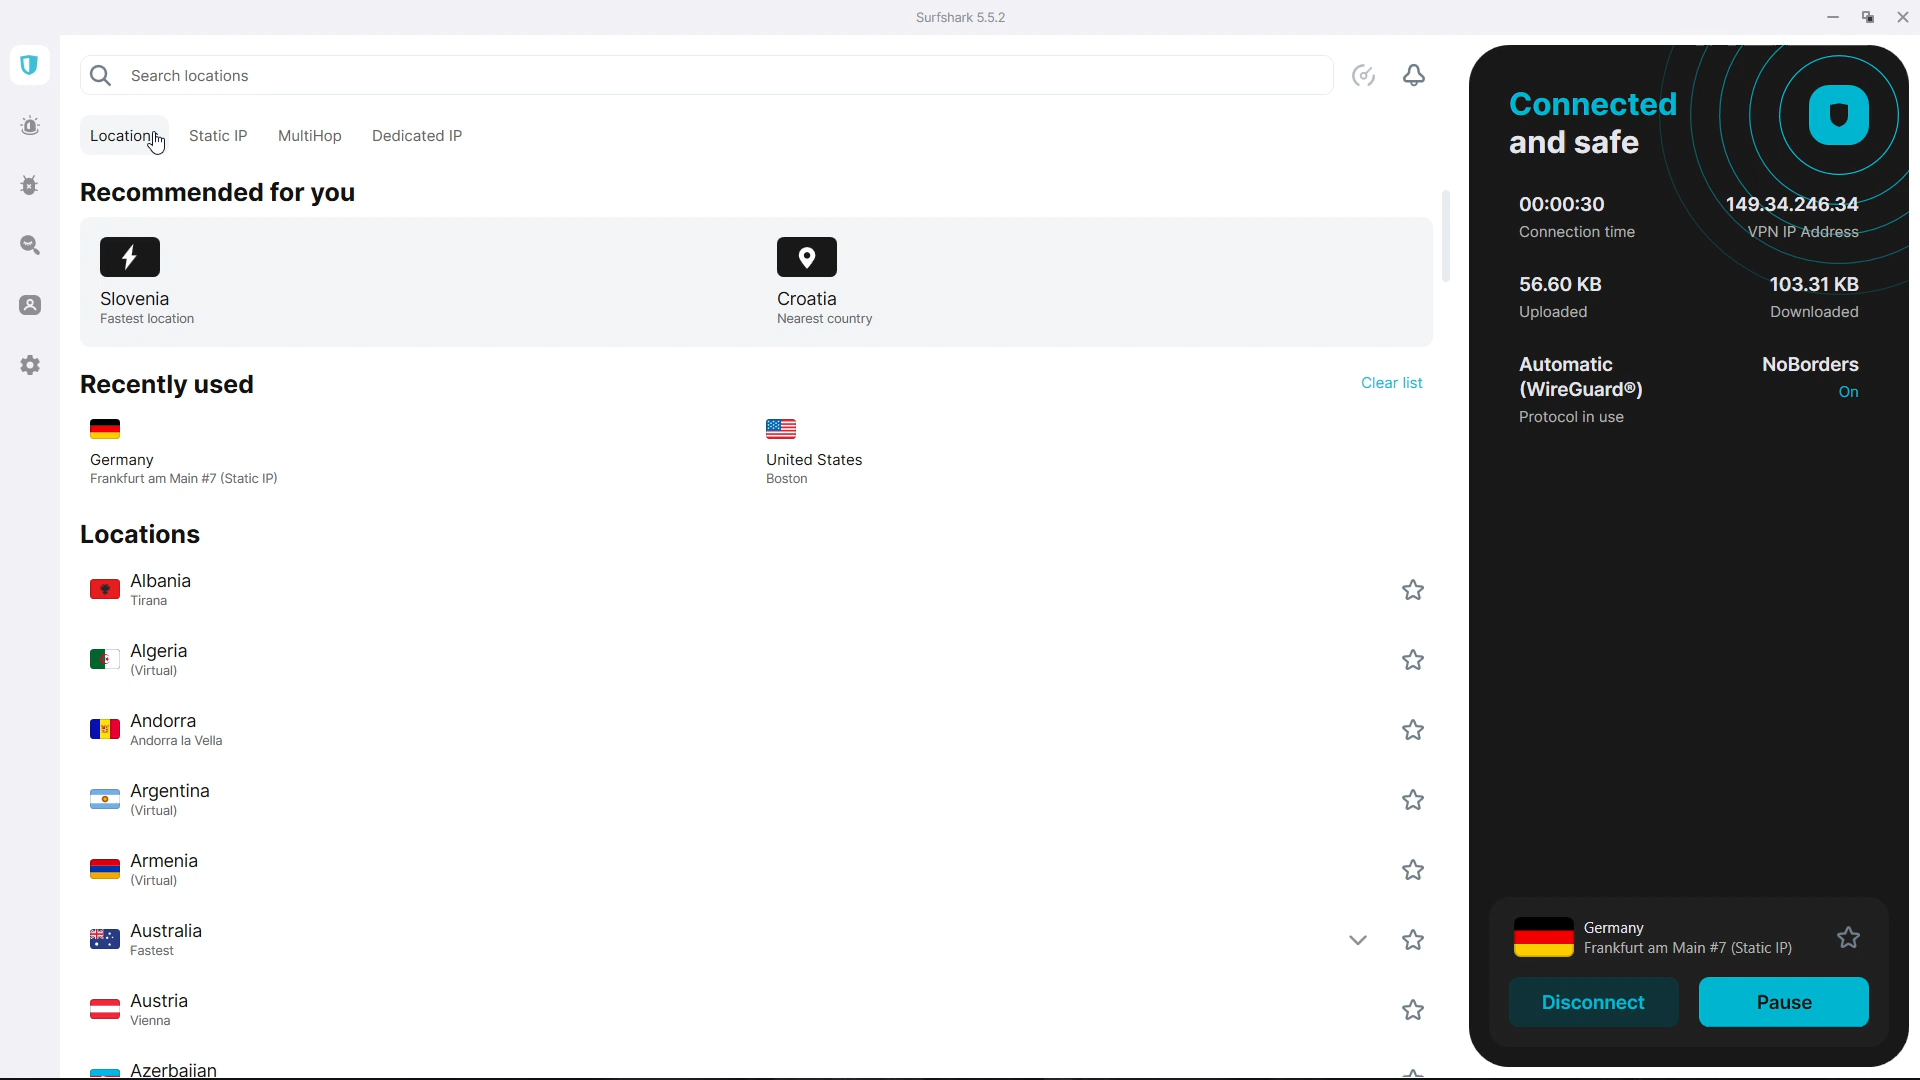 Surfshark 5.5.2
Search locations
Locations Static IP MultiHop Dedicated IP
Recommended for you
Slovenia
Fastest location
Croatia
Nearest country
Recently used
Clear list
Germany
Frankfurt am Main #7 (Static IP)
United States
Boston
Locations
Albania
Tirana
Algeria
(Virtual)
Andorra
Andorra la Vella
Argentina
(Virtual)
Armenia
(Virtual)
Australia
Fastest
Austria
Vienna
Azerbaijan
Connected
and safe
00:00:30
Connection time
149.34.246.34
VPN IP Address
56.60 KB
Uploaded
103.31 KB
Downloaded
Automatic
(WireGuard®)
Protocol in use
NoBorders
On
Germany
Frankfurt am Main #7 (Static IP)
Disconnect
Pause